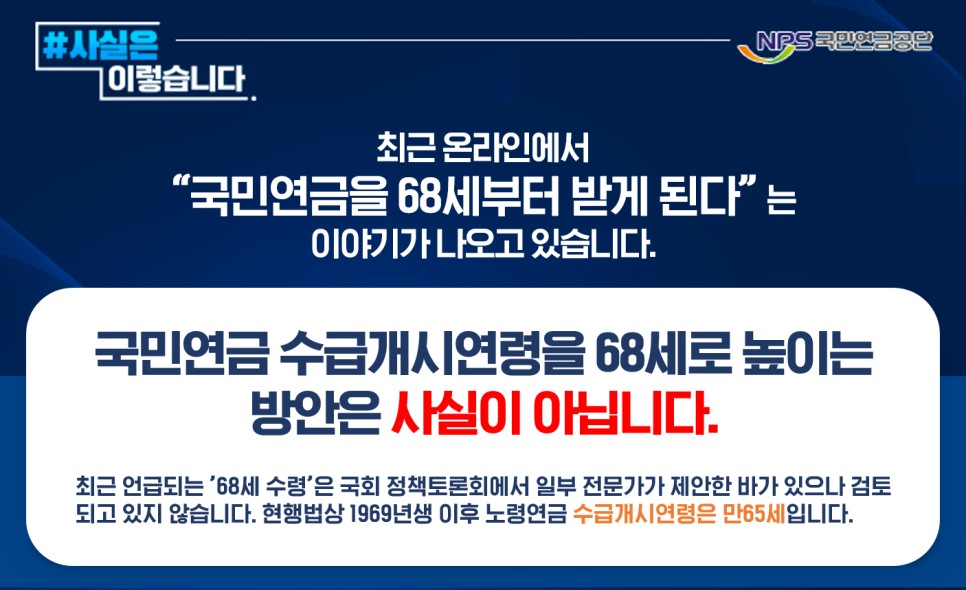 #사실은
이렇습니다.
NPS 국민연금공단
최근 온라인에서
“국민연금을 68세부터 받게 된다” 는
이야기가 나오고 있습니다.
국민연금 수급개시연령을 68세로 높이는
방안은 사실이 아닙니다.
최근 언급되는 '68세 수령'은 국회 정책토론회에서 일부 전문가가 제안한 바가 있으나 검토
되고 있지 않습니다. 현행법상 1969년생 이후 노령연금 수급개시연령은 만65세입니다.